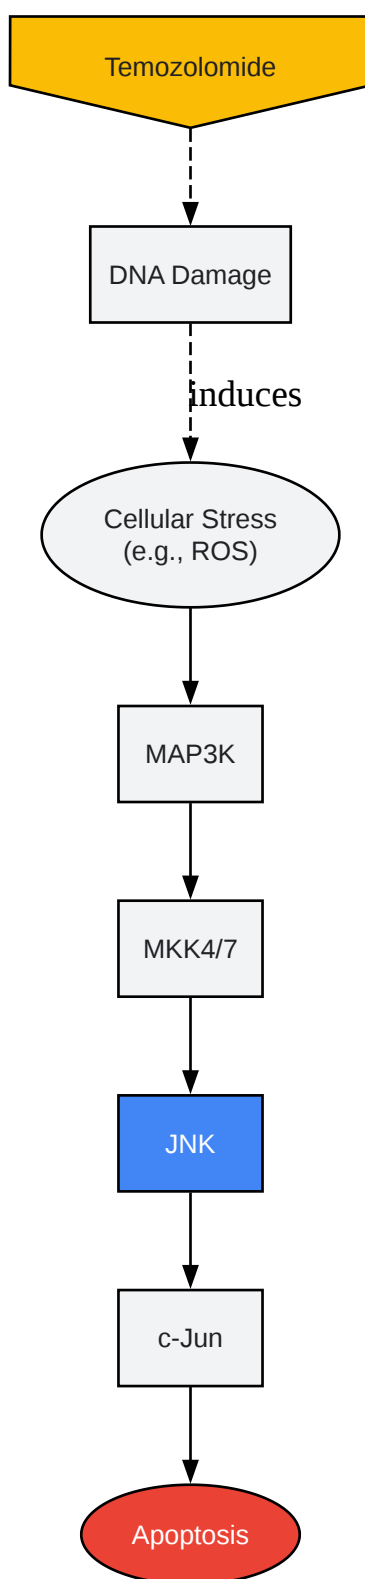 Temozolomide
DNA Damage
induces
Cellular Stress
(e.g., ROS)
MAP3K
MKK4/7
JNK
c-Jun
Apoptosis